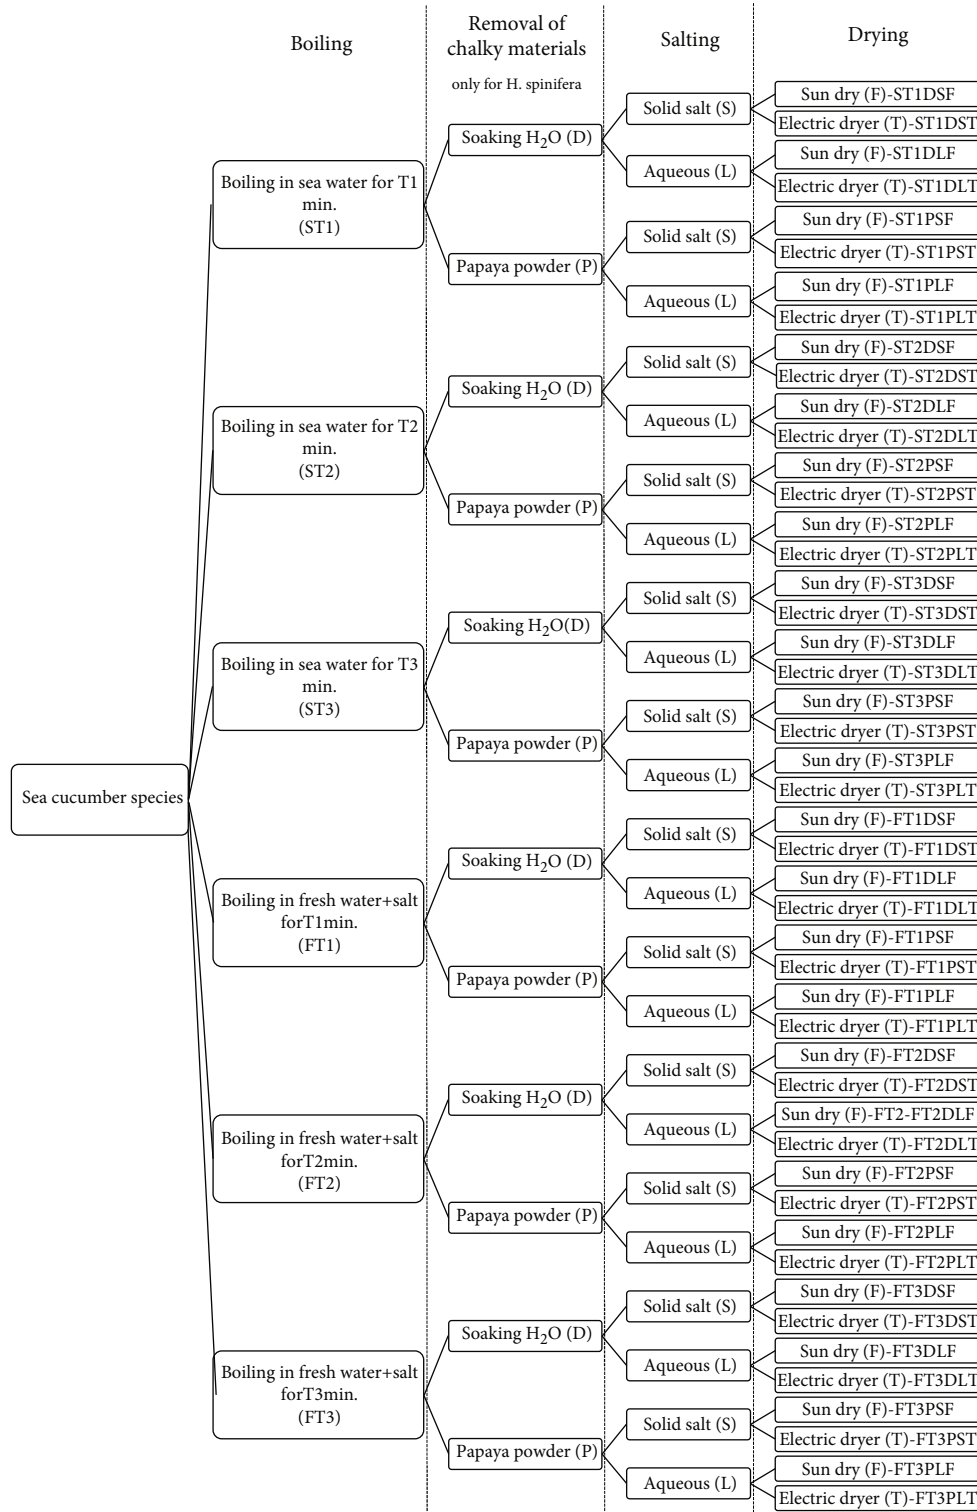 Boiling
Removal of
chalky materials
only for H. spinifera
Salting
Drying
Sea cucumber species
Boiling in sea water for T1
min.
(ST1)
Soaking H2O (D)
Solid salt (S)
Sun dry (F)-ST1DSF
Electric dryer (T)-ST1DST
Aqueous (L)
Sun dry (F)-ST1DLF
Electric dryer (T)-ST1DLT
Papaya powder (P)
Solid salt (S)
Sun dry (F)-ST1PSF
Electric dryer (T)-ST1PST
Aqueous (L)
Sun dry (F)-ST1PLF
Electric dryer (T)-ST1PLT
Boiling in sea water for T2
min.
(ST2)
Soaking H2O (D)
Solid salt (S)
Sun dry (F)-ST2DSF
Electric dryer (T)-ST2DST
Aqueous (L)
Sun dry (F)-ST2DLF
Electric dryer (T)-ST2DLT
Papaya powder (P)
Solid salt (S)
Sun dry (F)-ST2PSF
Electric dryer (T)-ST2PST
Aqueous (L)
Sun dry (F)-ST2PLF
Electric dryer (T)-ST2PLT
Boiling in sea water for T3
min.
(ST3)
Soaking H2O(D)
Solid salt (S)
Sun dry (F)-ST3DSF
Electric dryer (T)-ST3DST
Aqueous (L)
Sun dry (F)-ST3DLF
Electric dryer (T)-ST3DLT
Papaya powder (P)
Solid salt (S)
Sun dry (F)-ST3PSF
Electric dryer (T)-ST3PST
Aqueous (L)
Sun dry (F)-ST3PLF
Electric dryer (T)-ST3PLT
Boiling in fresh water+salt
forT1min.
(FT1)
Soaking H2O (D)
Solid salt (S)
Sun dry (F)-FT1DSF
Electric dryer (T)-FT1DST
Aqueous (L)
Sun dry (F)-FT1DLF
Electric dryer (T)-FT1DLT
Papaya powder (P)
Solid salt (S)
Sun dry (F)-FT1PSF
Electric dryer (T)-FT1PST
Aqueous (L)
Sun dry (F)-FT1PLF
Electric dryer (T)-FT1PLT
Boiling in fresh water+salt
forT2min.
(FT2)
Soaking H2O (D)
Solid salt (S)
Sun dry (F)-FT2DSF
Electric dryer (T)-FT2DST
Aqueous (L)
Sun dry (F)-FT2-FT2DLF
Electric dryer (T)-FT2DLT
Papaya powder (P)
Solid salt (S)
Sun dry (F)-FT2PSF
Electric dryer (T)-FT2PST
Aqueous (L)
Sun dry (F)-FT2PLF
Electric dryer (T)-FT2PLT
Boiling in fresh water+salt
forT3min.
(FT3)
Soaking H2O (D)
Solid salt (S)
Sun dry (F)-FT3DSF
Electric dryer (T)-FT3DST
Aqueous (L)
Sun dry (F)-FT3DLF
Electric dryer (T)-FT3DLT
Papaya powder (P)
Solid salt (S)
Sun dry (F)-FT3PSF
Electric dryer (T)-FT3PST
Aqueous (L)
Sun dry (F)-FT3PLF
Electric dryer (T)-FT3PLT